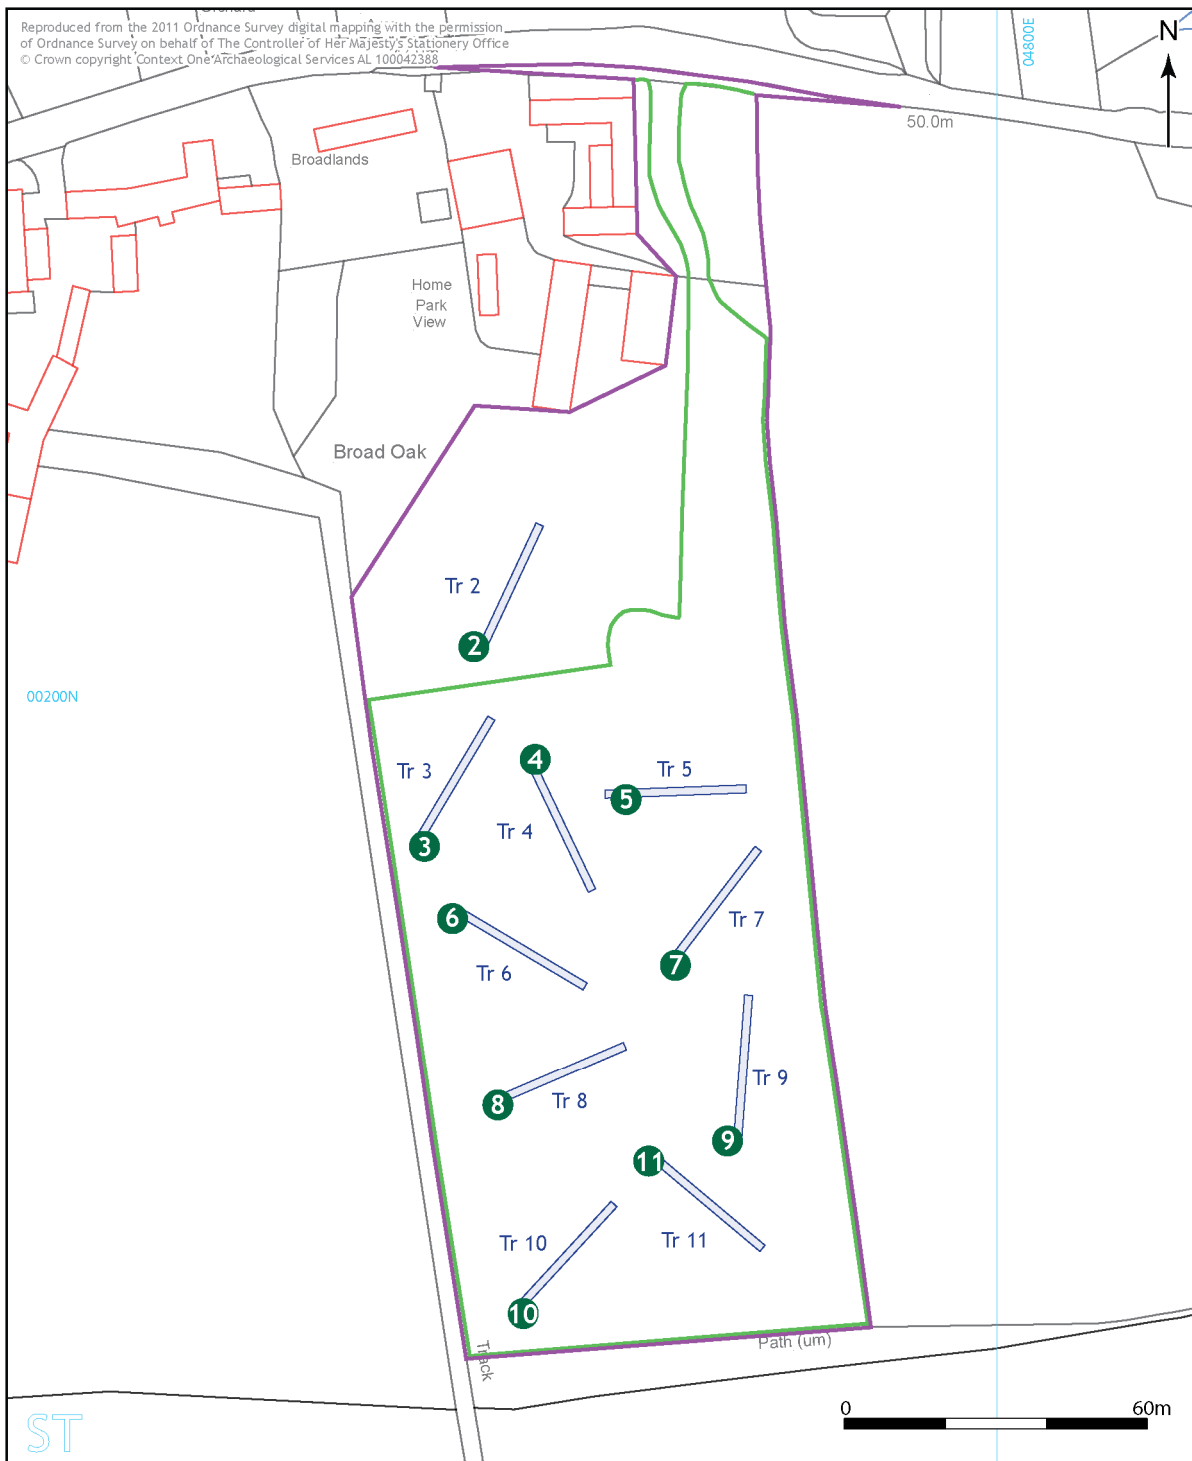 Reproduced from the 2011 Ordnance Survey digital mapping with the permission
of Ordnance Survey on behalf of The Controller of Her Majesty's Stationery Office
© Crown copyright Context One Archaeological Services AL 100042388
04800E
N
50.0m
Broadlands
Home
Park
View
Broad Oak
Tr 2
2
00200N
Tr 3
3
4
Tr 4
Tr 5
5
6
Tr 6
Tr 7
7
8
Tr 8
Tr 9
9
11
Tr 11
Tr 10
10
Path (um)
Track
0 60m
ST